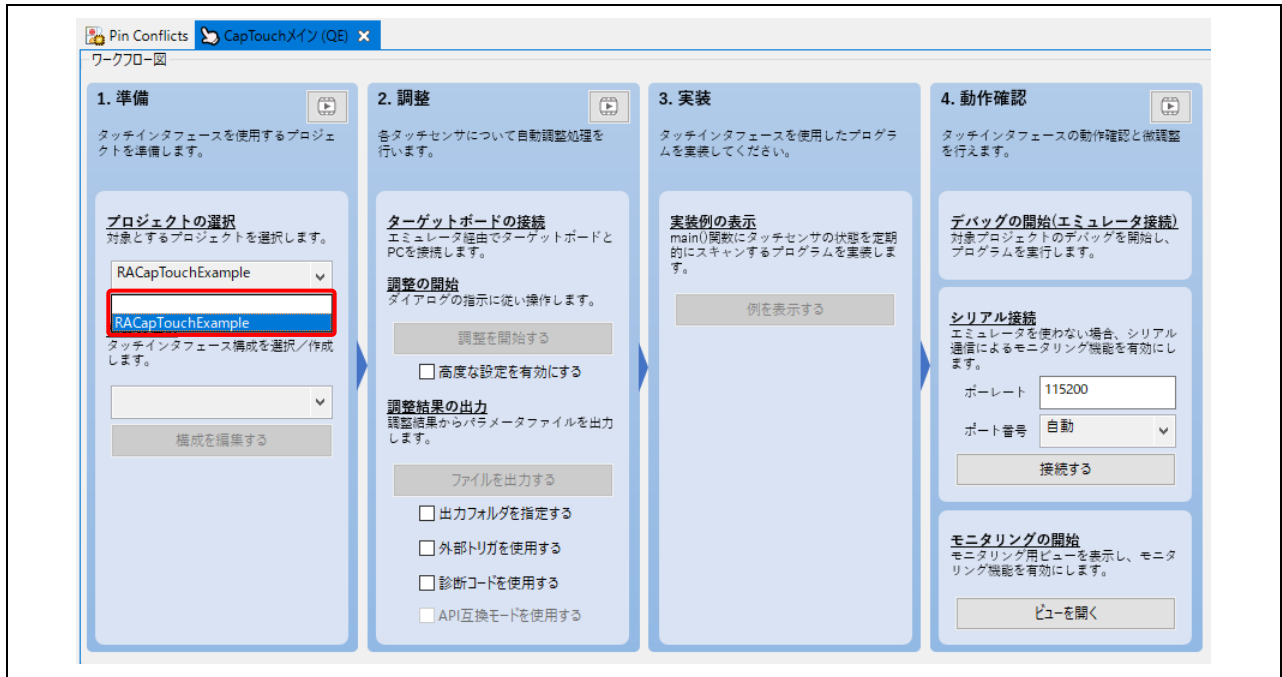 Pin Conflicts
CapTouchメイン (QE)
ワークフロー図
1. 準備
タッチインタフェースを使用するプロジェ
クトを準備します。
プロジェクトの選択
対象とするプロジェクトを選択します。
RACapTouchExample
RACapTouchExample
タッチインタフェース構成を選択／作成
します。
構成を編集する
2. 調整
各タッチセンサについて自動調整処理を
行います。
ターゲットボードの接続
エミュレータ経由でターゲットボードと
PCを接続します。
調整の開始
ダイアログの指示に従い操作します。
調整を開始する
高度な設定を有効にする
調整結果の出力
調整結果からパラメータファイルを出力
します。
ファイルを出力する
出力フォルダを指定する
外部トリガを使用する
診断コードを使用する
API互換モードを使用する
3. 実装
タッチインタフェースを使用したプログラ
ムを実装してください。
実装例の表示
main()関数にタッチセンサの状態を定期
的にスキャンするプログラムを実装しま
す。
例を表示する
4. 動作確認
タッチインタフェースの動作確認と微調整
を行えます。
デバッグの開始(エミュレータ接続)
対象プロジェクトのデバッグを開始し、
プログラムを実行します。
シリアル接続
エミュレータを使わない場合、シリアル
通信によるモニタリング機能を有効にし
ます。
ボーレート 115200
ポート番号 自動
接続する
モニタリングの開始
モニタリング用ビューを表示し、モニタ
リング機能を有効にします。
ビューを開く